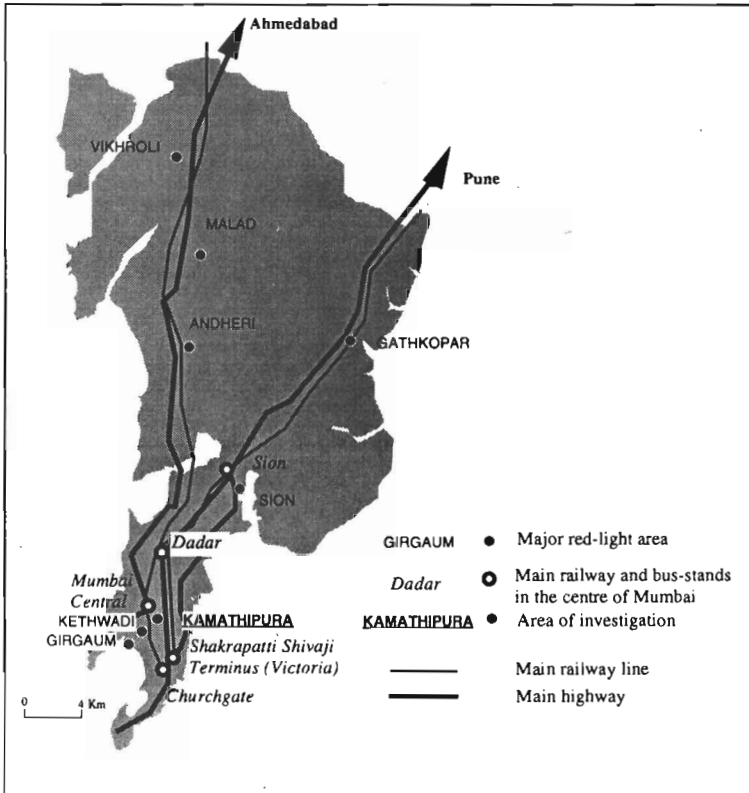 Ahmedabad
VIKHROLI
Pune
MALAD
ANDHERI
GATHKOPAR
Sion
SION
Dadar
Mumbai
Central
KETHWADI
GIRGAUM
KAMATHIPURA
Shakrapatti Shivaji
Terminus (Victoria)
Churchgate
0 4 Km
GIRGAUM Major red-light area
Dadar Main railway and bus-stands
in the centre of Mumbai
KAMATHIPURA Area of investigation
Main railway line
Main highway